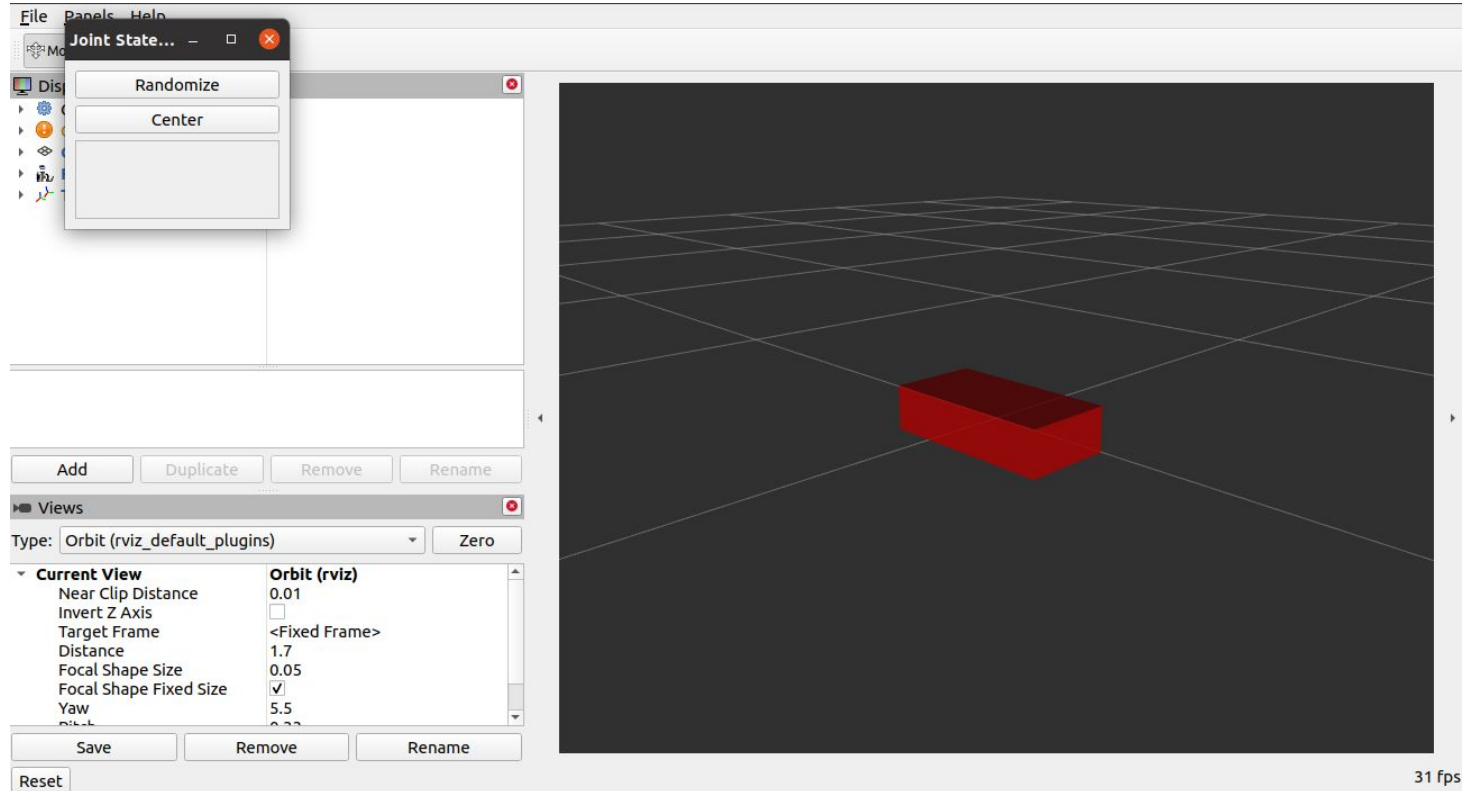 File Panels Help
Joint State...
Randomize
Center
Add Duplicate Remove Rename
Views
Type: Orbit (rviz_default_plugins) Zero
Current View Orbit (rviz)
Near Clip Distance 0.01
Invert Z Axis
Target Frame <Fixed Frame>
Distance 1.7
Focal Shape Size 0.05
Focal Shape Fixed Size
Yaw 5.5
Save Remove Rename
Reset
31 fps